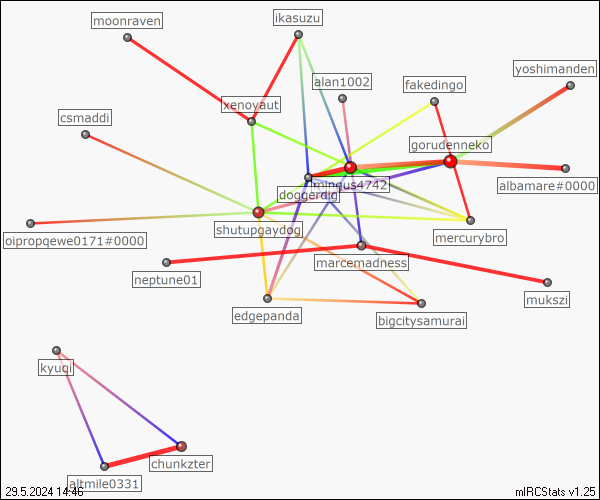 ikasuzu
moonraven
yoshimanden
alan1002
fakedingo
xenoyaut
csmaddi
gorudenneko
mingus4742
albamare#0000
doggerdig
shutupgaydog
mercurybro
oipropqewe0171#0000
marcemadness
neptune01
mukszi
edgepanda
bigcitysamurai
kyuqi
chunkzter
altmile0331
29.5.2024 14:46
mIRCStats v1.25